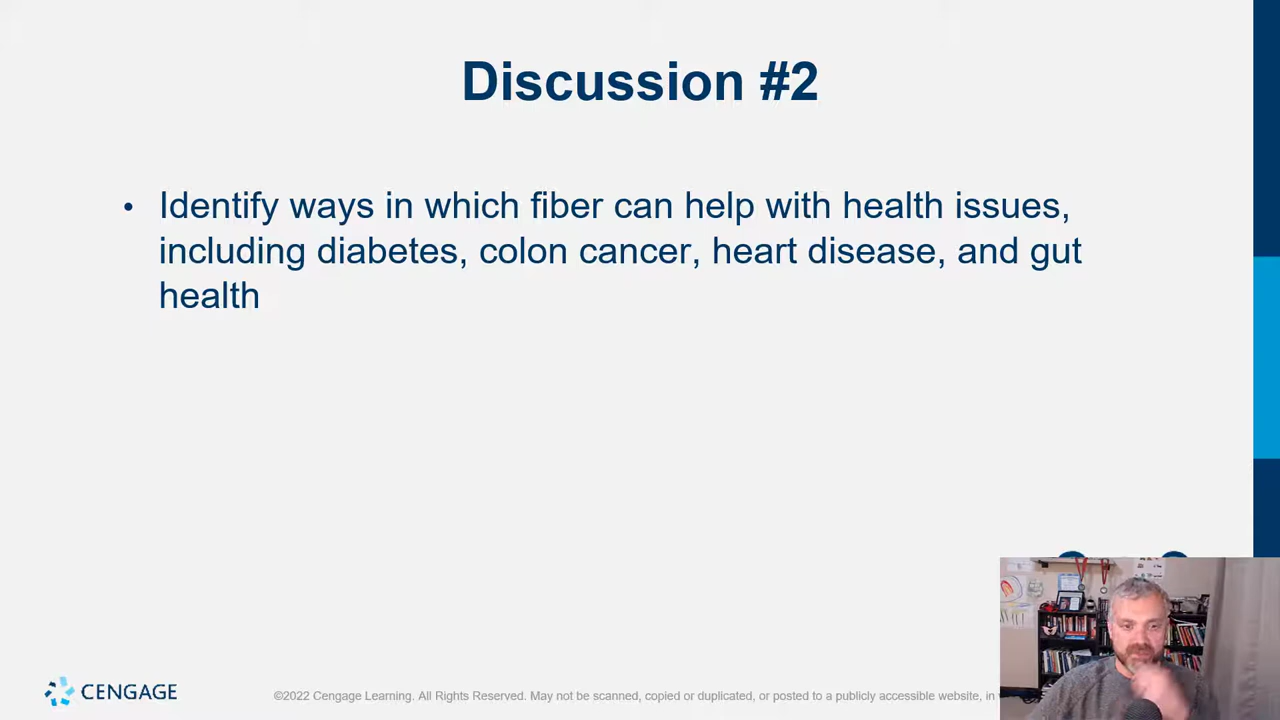 Discussion #2
• Identify ways in which fiber can help with health issues,
including diabetes, colon cancer, heart disease, and gut
health
CENGAGE
©2022 Cengage Learning. All Rights Reserved. May not be scanned, copied or duplicated, or posted to a publicly accessible website, in